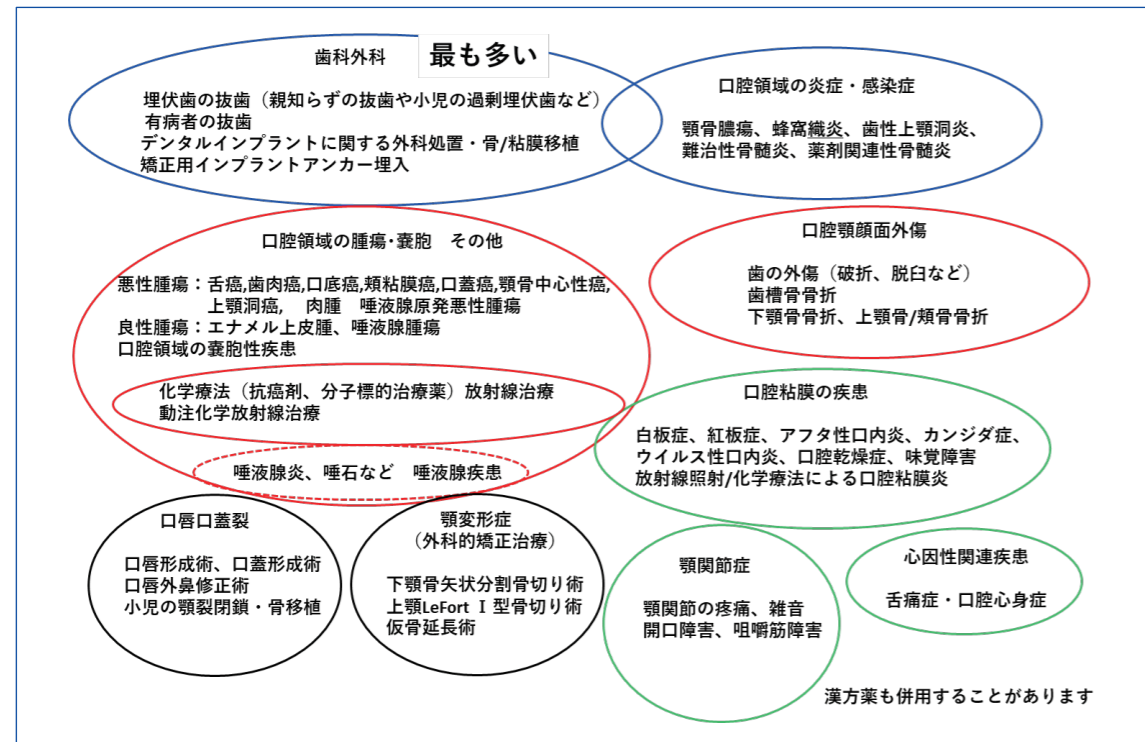 歯科外科 最も多い
埋伏歯の抜歯（親知らずの抜歯や小児の過剰埋伏歯など）
有病者の抜歯
デンタルインプラントに関する外科処置・骨/粘膜移植
矯正用インプラントアンカー埋入
口腔領域の炎症・感染症
顎骨膿瘍、蜂窩織炎、歯性上顎洞炎、
難治性骨髄炎、薬剤関連性骨髄炎
口腔領域の腫瘍･嚢胞　その他
悪性腫瘍：舌癌,歯肉癌,口底癌,頬粘膜癌,口蓋癌,顎骨中心性癌,
上顎洞癌,　肉腫　唾液腺原発悪性腫瘍
良性腫瘍：エナメル上皮腫、唾液腺腫瘍
口腔領域の嚢胞性疾患
化学療法（抗癌剤、分子標的治療薬）放射線治療
動注化学放射線治療
唾液腺炎、唾石など　唾液腺疾患
口腔顎顔面外傷
歯の外傷（破折、脱臼など）
歯槽骨骨折
下顎骨骨折、上顎骨/頬骨骨折
口腔粘膜の疾患
白板症、紅板症、アフタ性口内炎、カンジダ症、
ウイルス性口内炎、口腔乾燥症、味覚障害
放射線照射/化学療法による口腔粘膜炎
口唇口蓋裂
口唇形成術、口蓋形成術
口唇外鼻修正術
小児の顎裂閉鎖・骨移植
顎変形症
（外科的矯正治療）
下顎骨矢状分割骨切り術
上顎LeFort Ⅰ型骨切り術
仮骨延長術
顎関節症
顎関節の疼痛、雑音
開口障害、咀嚼筋障害
心因性関連疾患
舌痛症・口腔心身症
漢方薬も併用することがあります